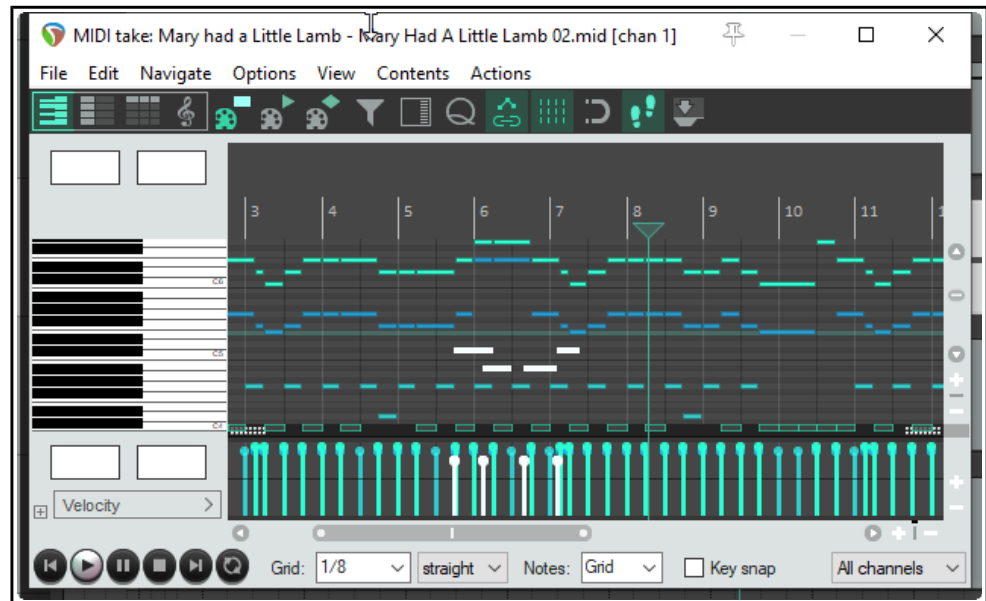 MIDI take: Mary had a Little Lamb - Mary Had A Little Lamb 02.mid [chan 1]
File Edit Navigate Options View Contents Actions
3 4 5 6 7 8 9 10 11 1
C6
C5
C4
Velocity >
Grid: 1/8 straight Notes: Grid Key snap All channels